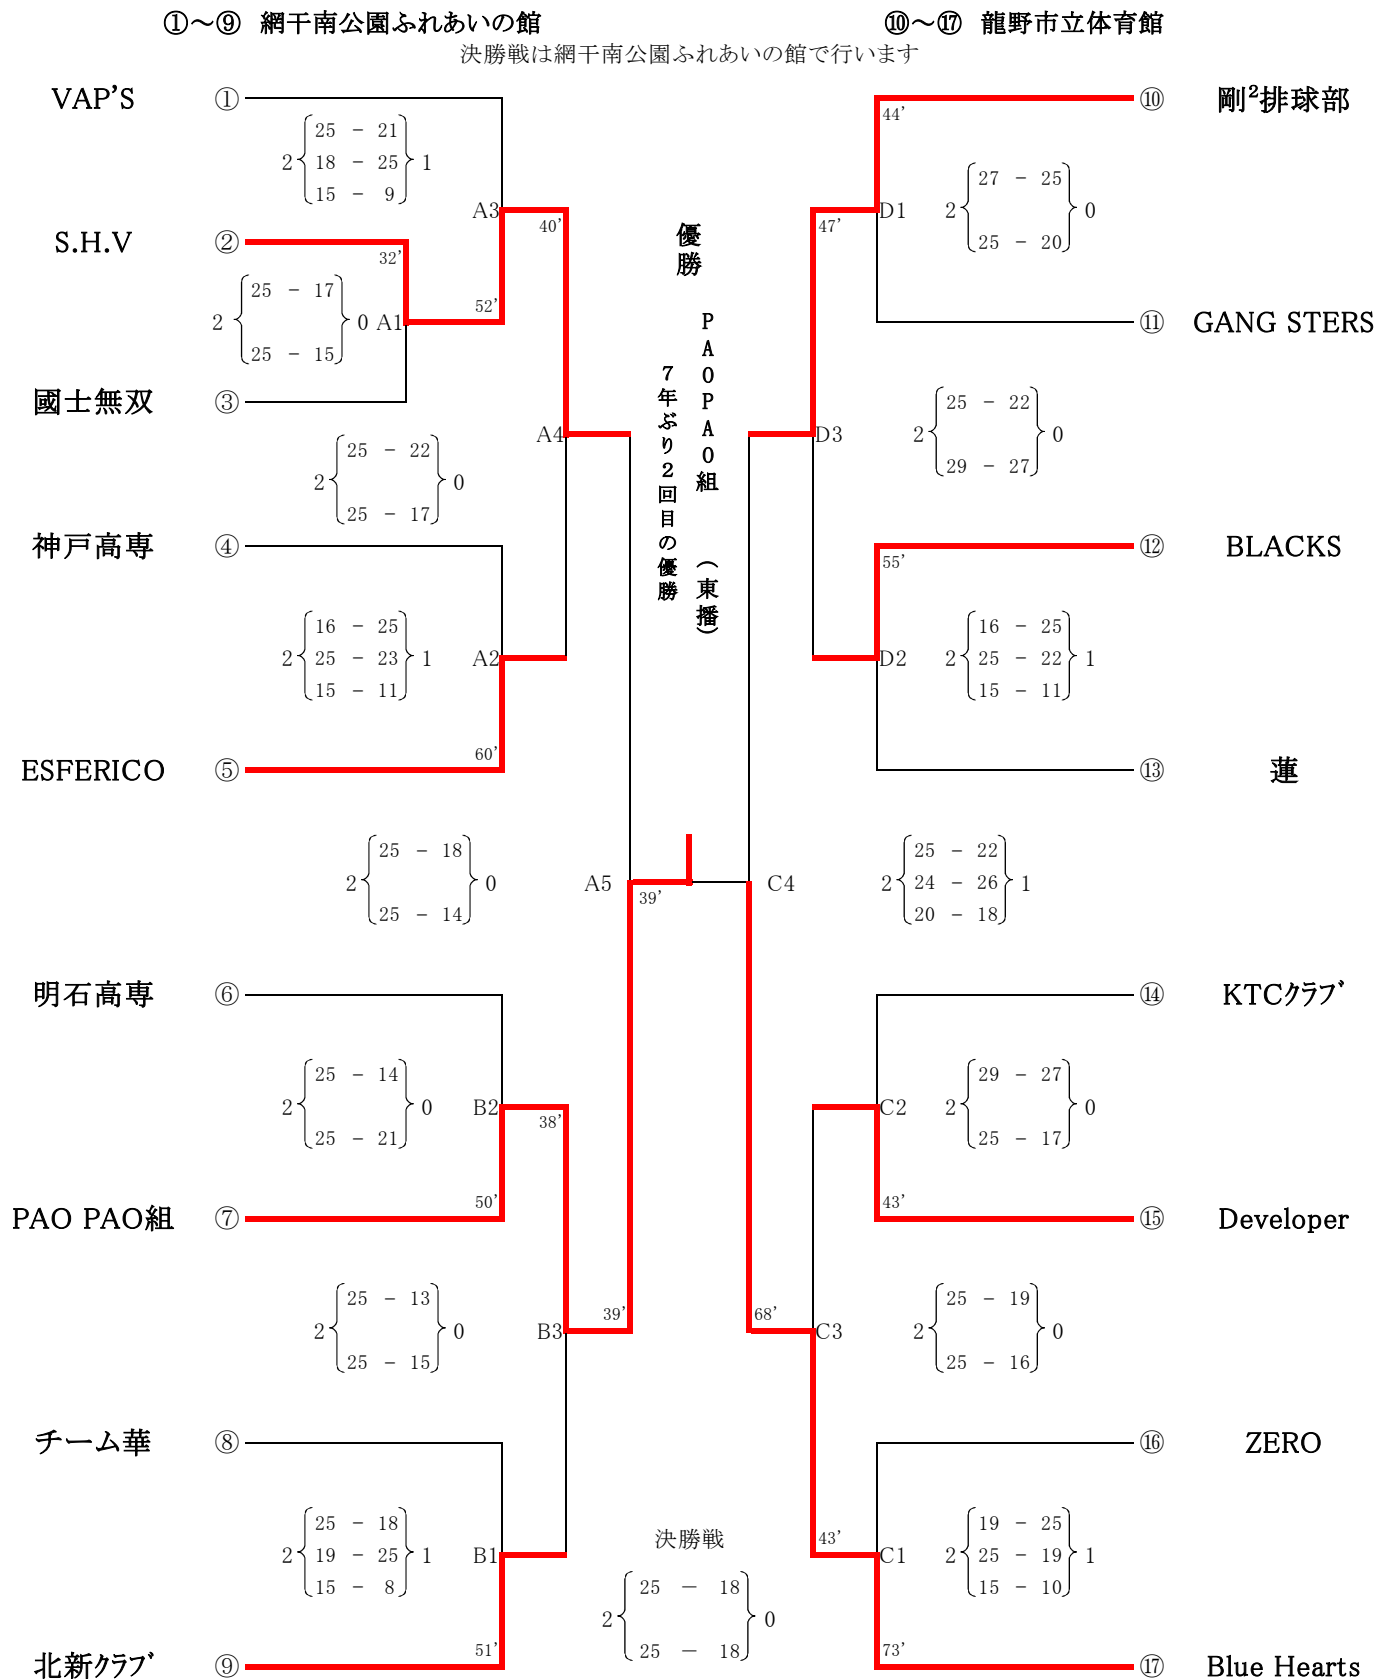 ①～⑨ 網干南公園ふれあいの館 ⑩～⑰ 龍野市立体育館
決勝戦は網干南公園ふれあいの館で行います
VAP'S ① ⑩ 剛²排球部
44'
25 - 21
2 18 - 25 1
15 - 9
27 - 25
2 0
25 - 20
A3 D1
40' 47'
S.H.V ②
32'
52'
25 - 17
2 0 A1
25 - 15
⑪ GANG STERS
國士無双 ③
25 - 22
2 0
25 - 17
A4 D3
25 - 22
2 0
29 - 27
優勝
PAOPAO組 （東播）
7年ぶり2回目の優勝
神戸高専 ④ ⑫ BLACKS
55'
16 - 25
2 25 - 23 1
15 - 11
A2 D2
16 - 25
2 25 - 22 1
15 - 11
60'
ESFERICO ⑤ ⑬ 蓮
25 - 18
2 0
25 - 14
A5 C4
39'
25 - 22
2 24 - 26 1
20 - 18
明石高専 ⑥ ⑭ KTCｸﾗﾌﾞ
25 - 14
2 0
25 - 21
B2 C2
38'
29 - 27
2 0
25 - 17
50' 43'
PAO PAO組 ⑦ ⑮ Developer
25 - 13
2 0
25 - 15
39' 68'
B3 C3
25 - 19
2 0
25 - 16
チーム華 ⑧ ⑯ ZERO
25 - 18
2 19 - 25 1
15 - 8
B1 C1
43'
19 - 25
2 25 - 19 1
15 - 10
決勝戦
25 － 18
2 0
25 － 18
51' 73'
北新ｸﾗﾌﾞ ⑨ ⑰ Blue Hearts